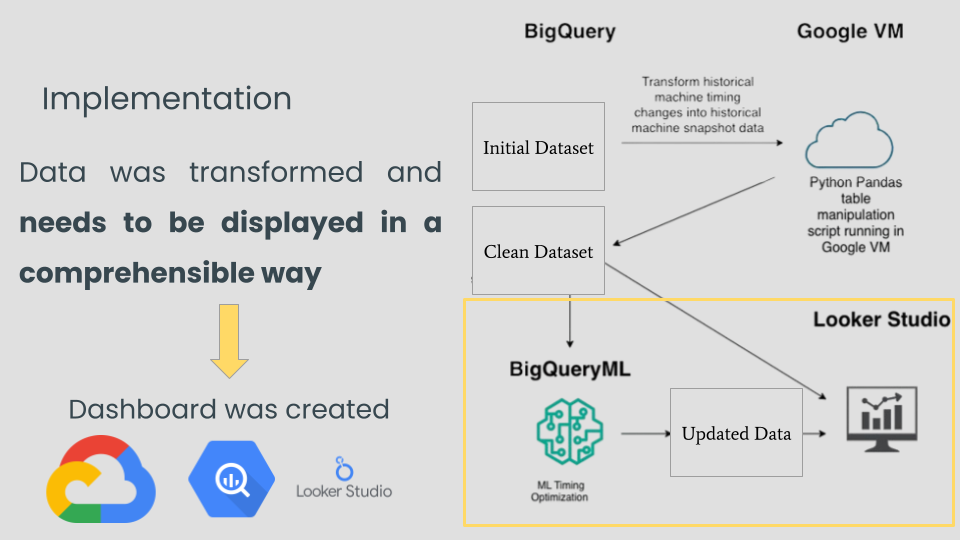 Implementation
Data was transformed and
needs to be displayed in a
comprehensible way
Dashboard was created
Looker Studio
BigQuery
Google VM
Transform historical
machine timing
changes into historical
machine snapshot data
Initial Dataset
Python Pandas
table
manipulation
script running in
Google VM
Clean Dataset
Looker Studio
BigQueryML
Updated Data
ML Timing
Optimization